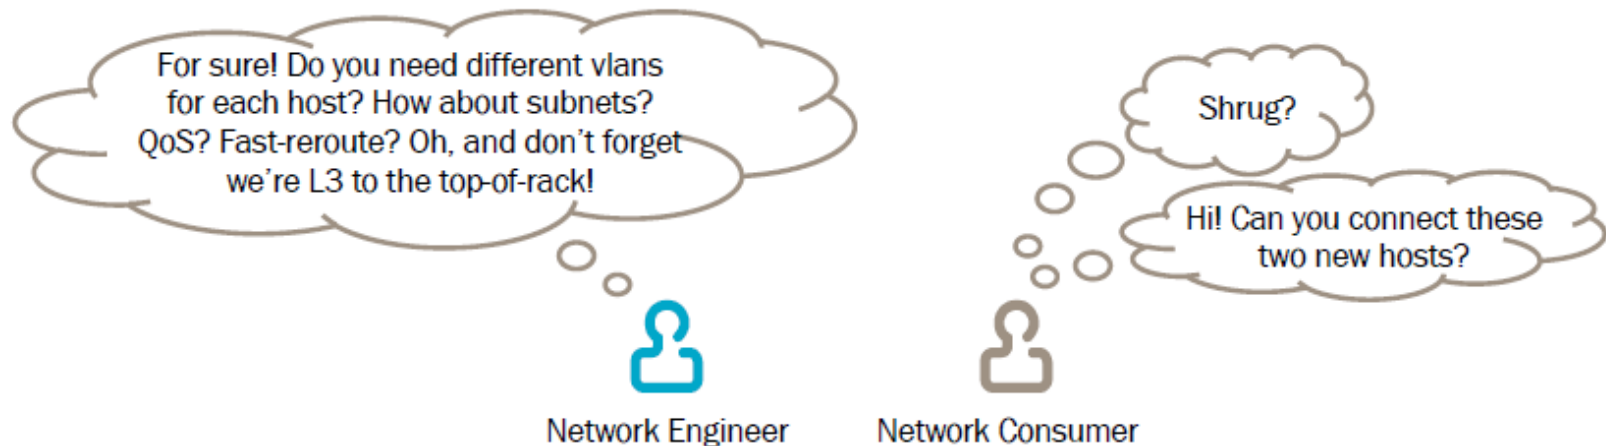 For sure! Do you need different vlans
for each host? How about subnets?
QoS? Fast-reroute? Oh, and don't forget
we're L3 to the top-of-rack!
Shrug?
Hi! Can you connect these
two new hosts?
Network Engineer
Network Consumer